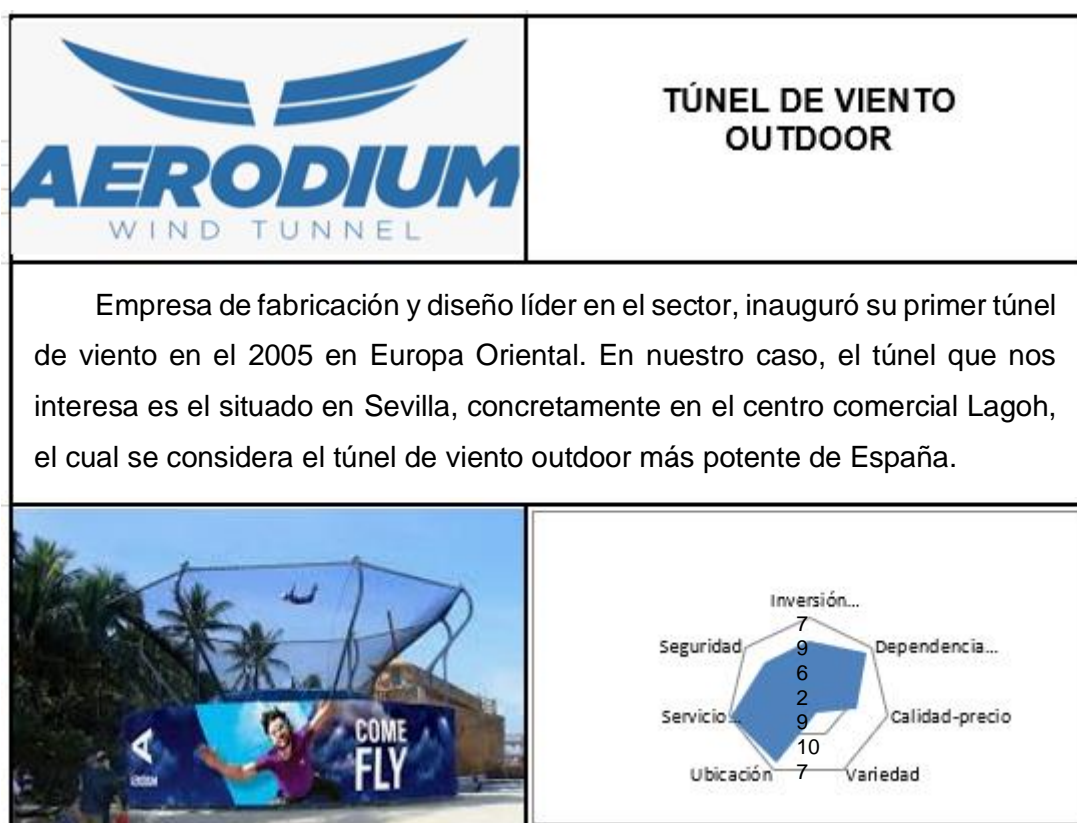 AERODIUM
WIND TUNNEL
TÚNEL DE VIENTO
OUTDOOR
Empresa de fabricación y diseño líder en el sector, inauguró su primer túnel
de viento en el 2005 en Europa Oriental. En nuestro caso, el túnel que nos
interesa es el situado en Sevilla, concretamente en el centro comercial Lagoh,
el cual se considera el túnel de viento outdoor más potente de España.
COME
FLY
Inversión...
7
Seguridad
9
Dependencia...
6
2
Servicio...
9
Calidad-precio
10
Ubicación
7
Variedad